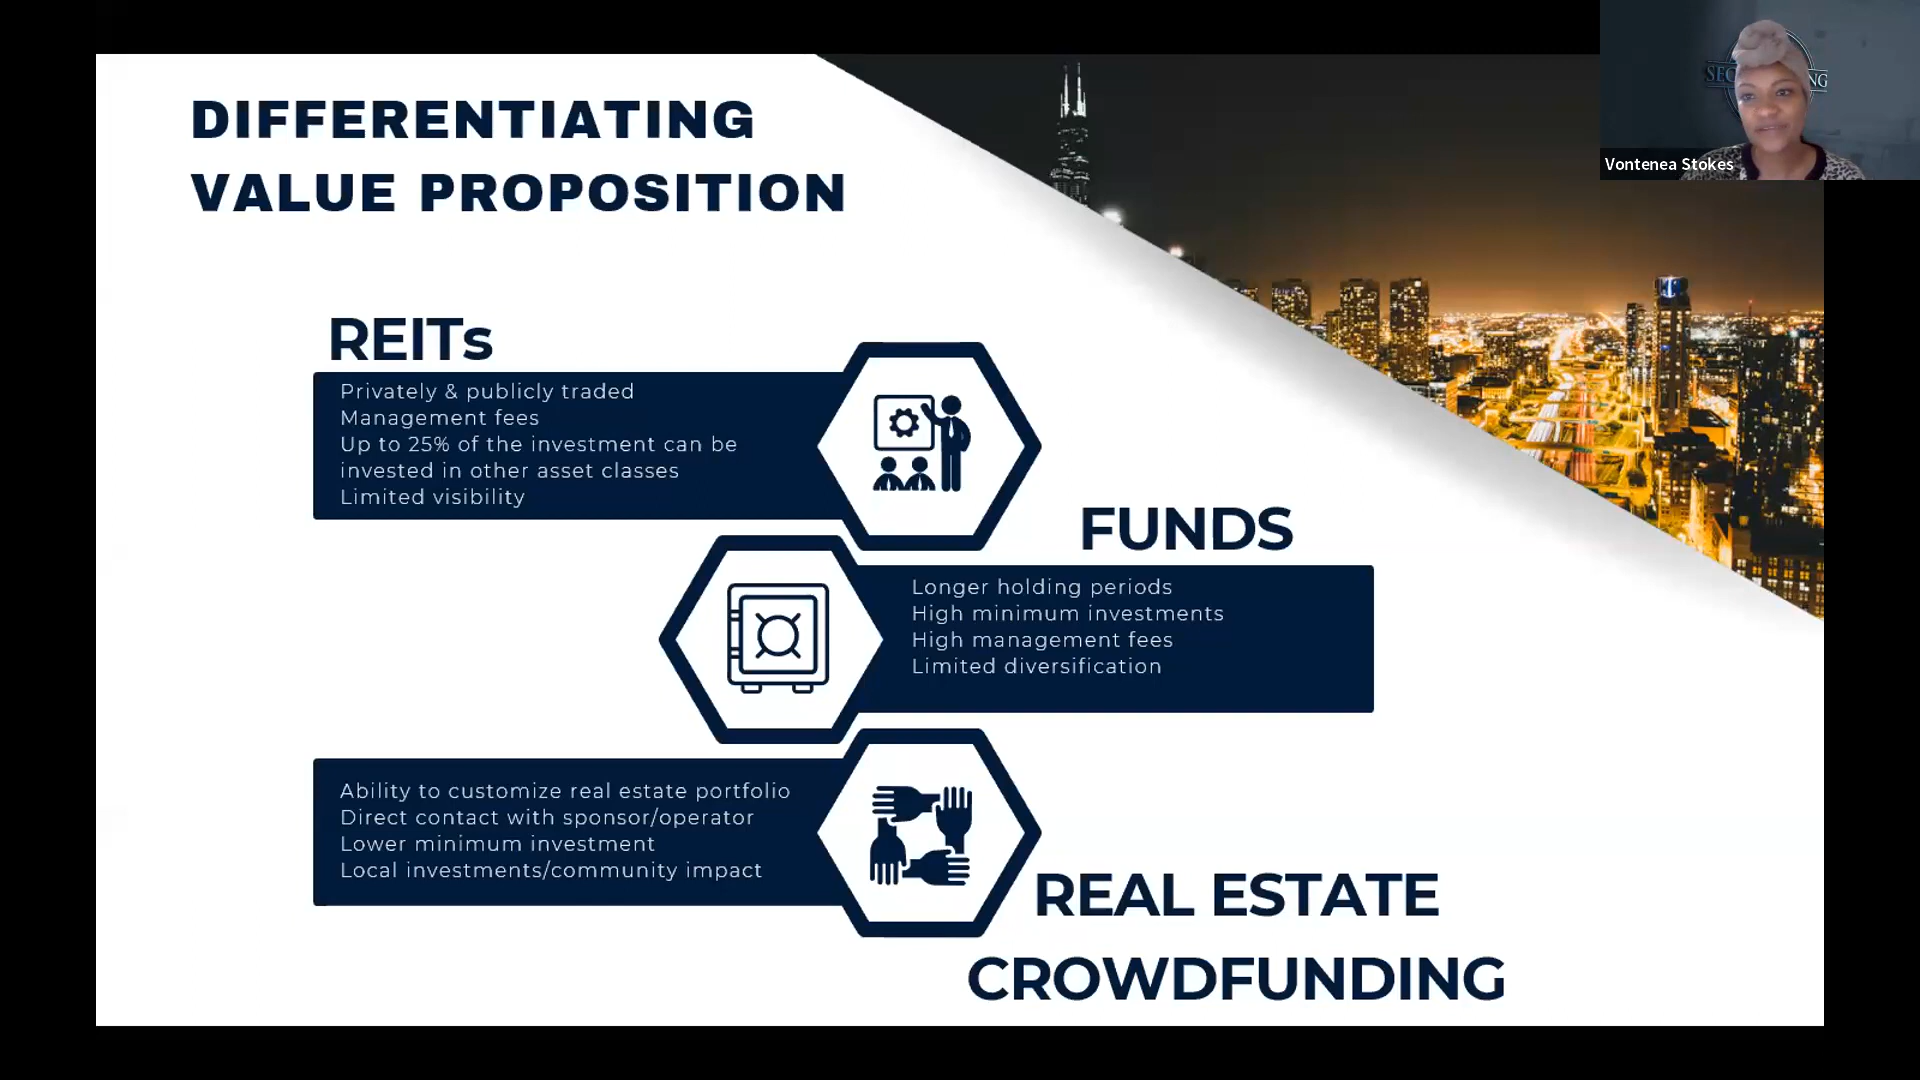 DIFFERENTIATING
VALUE PROPOSITION
REITs
Privately & publicly traded
Management fees
Up to 25% of the investment can be
invested in other asset classes
Limited visibility
FUNDS
Longer holding periods
High minimum investments
High management fees
Limited diversification
Ability to customize real estate portfolio
Direct contact with sponsor/operator
Lower minimum investment
Local investments/community impact
REAL ESTATE
CROWDFUNDING
Vontenea Stokes